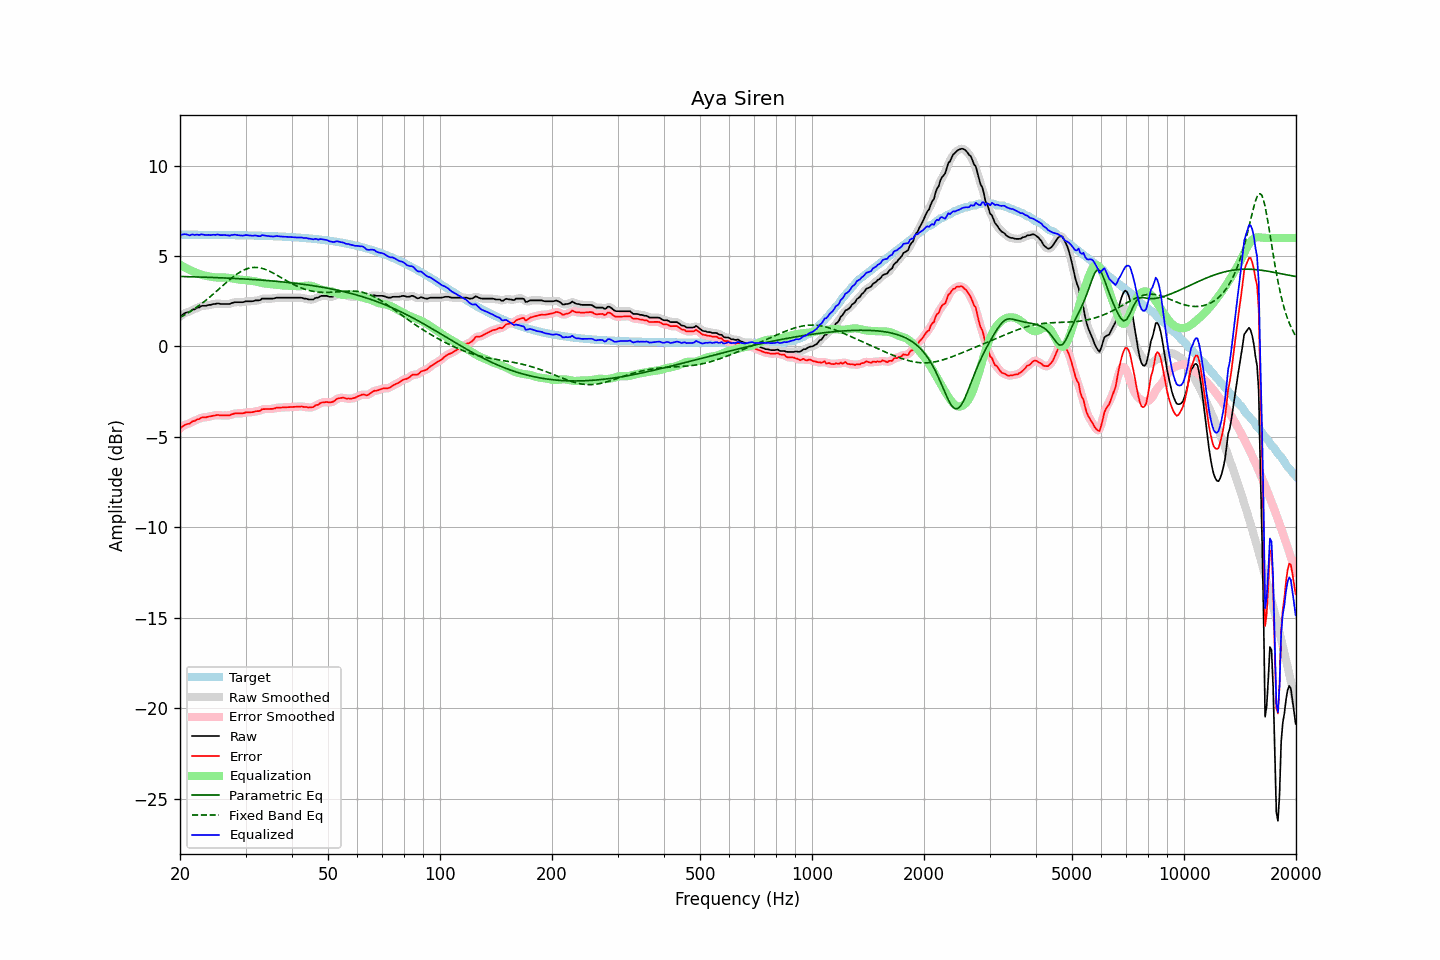 Aya Siren
10
5
0
−5
−10
−15
−20
−25
Amplitude (dBr)
Target
Raw Smoothed
Error Smoothed
Raw
Error
Equalization
Parametric Eq
Fixed Band Eq
Equalized
20 50 100 200 500 1000 2000 5000 10000 20000
Frequency (Hz)